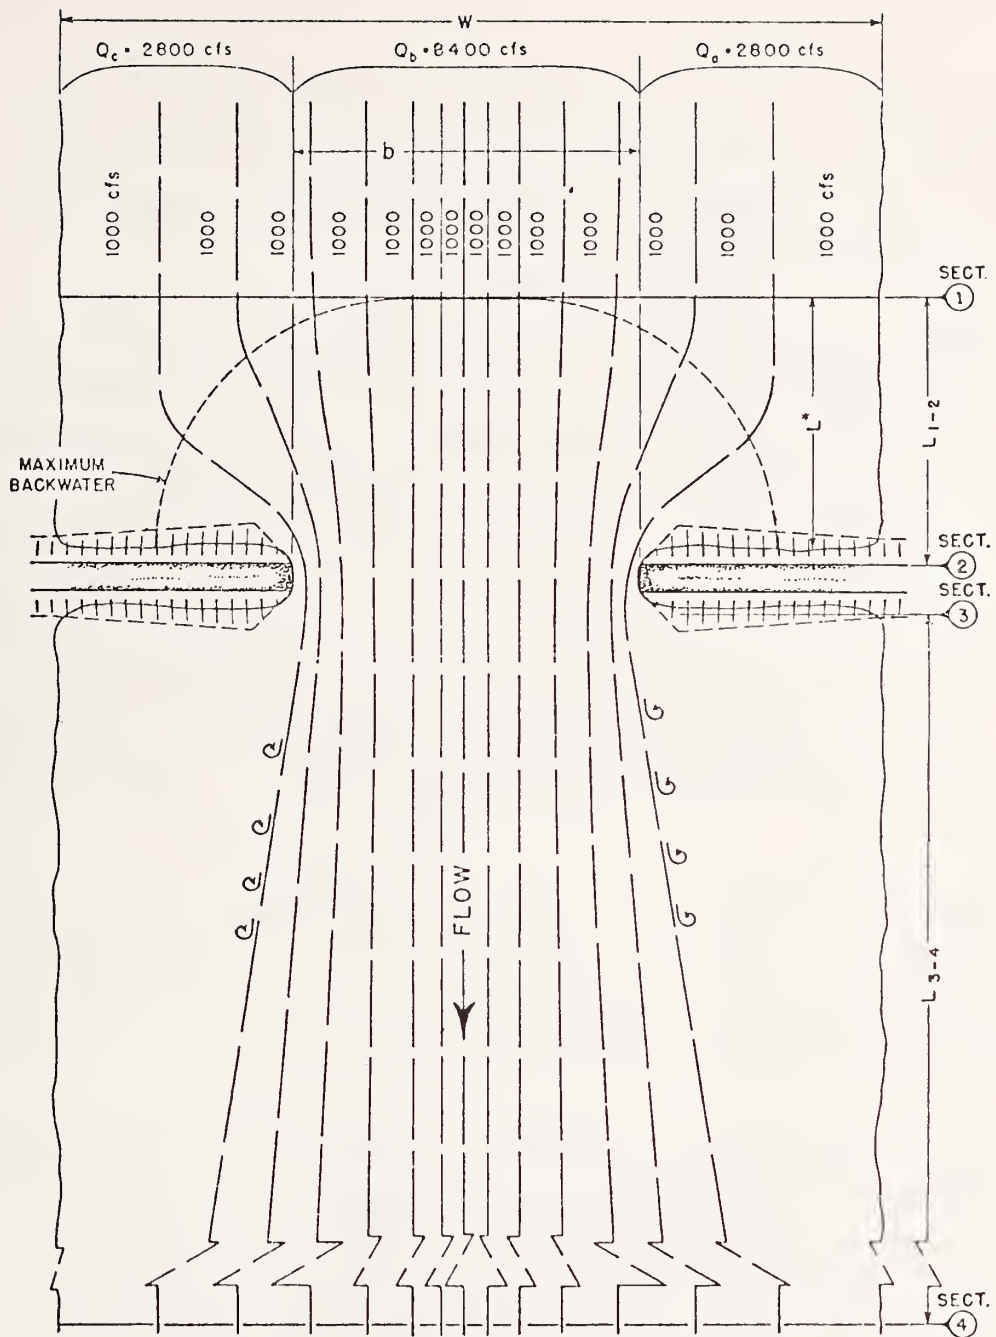 W
Qc = 2800 cfs
Qb = 8400 cfs
Qa = 2800 cfs
b
1000 cfs
1000
1000
1000
1000
1000
1000
1000
1000
1000
1000
1000
1000
1000 cfs
SECT.
1
L*
L1-2
MAXIMUM
BACKWATER
SECT.
2
SECT.
3
FLOW
L3-4
SECT.
4